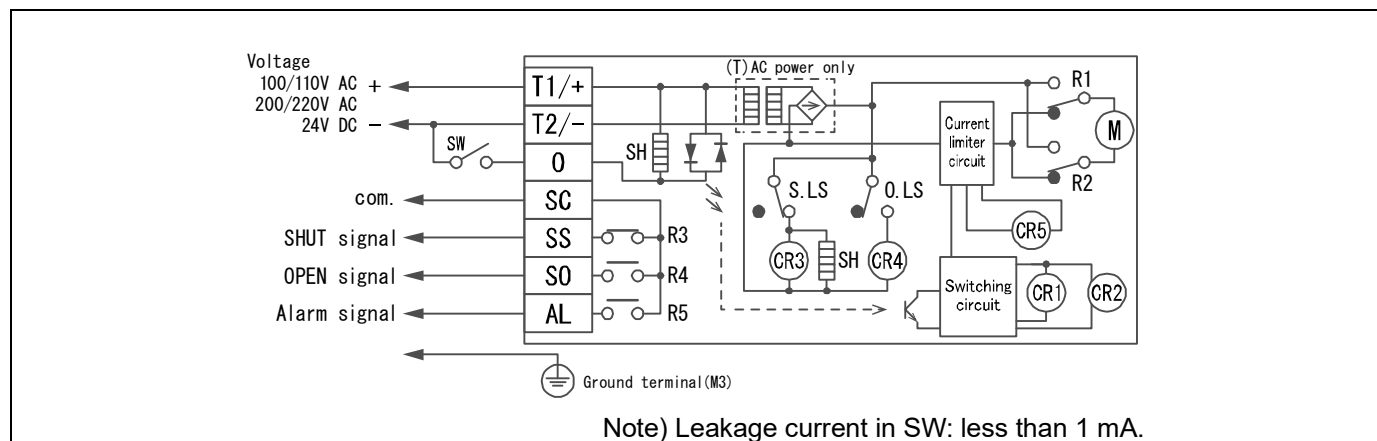 Voltage
100/110V AC +
200/220V AC
24V DC -
SW
com.
SHUT signal
OPEN signal
Alarm signal
T1/+
T2/-
O
SC
SS
SO
AL
R3
R4
R5
SH
(T)AC power only
S.LS
O.LS
CR3
SH
CR4
Current
limiter
circuit
R1
M
R2
CR5
Switching
circuit
CR1
CR2
Ground terminal(M3)
Note) Leakage current in SW: less than 1 mA.